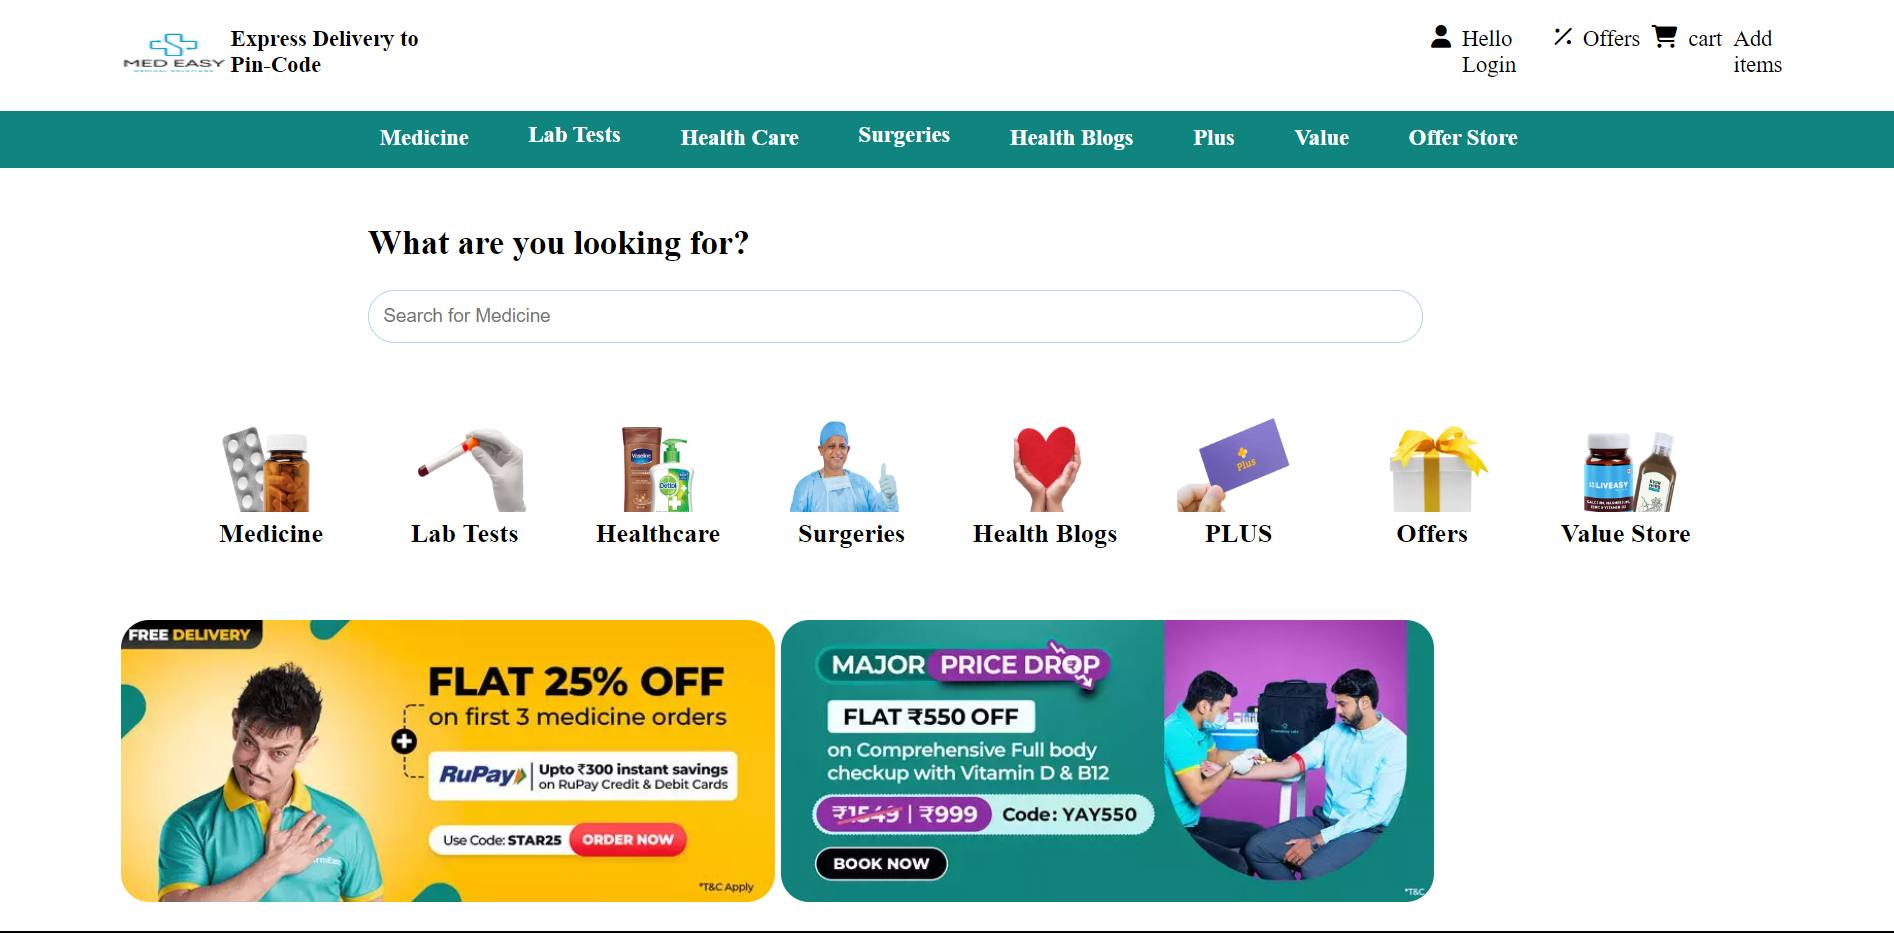 MED EASY
Express Delivery to
Pin-Code
Hello
Login
Offers
cart
Add
items
Medicine
Lab Tests
Health Care
Surgeries
Health Blogs
Plus
Value
Offer Store
What are you looking for?
Search for Medicine
Vaseline
Dettol
Plus
LIVEASY
Medicine
Lab Tests
Healthcare
Surgeries
Health Blogs
PLUS
Offers
Value Store
FREE DELIVERY
FLAT 25% OFF
on first 3 medicine orders
RuPay
Upto ₹300 instant savings
on RuPay Credit & Debit Cards
Use Code: STAR25
ORDER NOW
*T&C Apply
MAJOR PRICE DROP
FLAT ₹550 OFF
on Comprehensive Full body
checkup with Vitamin D & B12
₹1549 | ₹999
Code: YAY550
BOOK NOW
*T&C